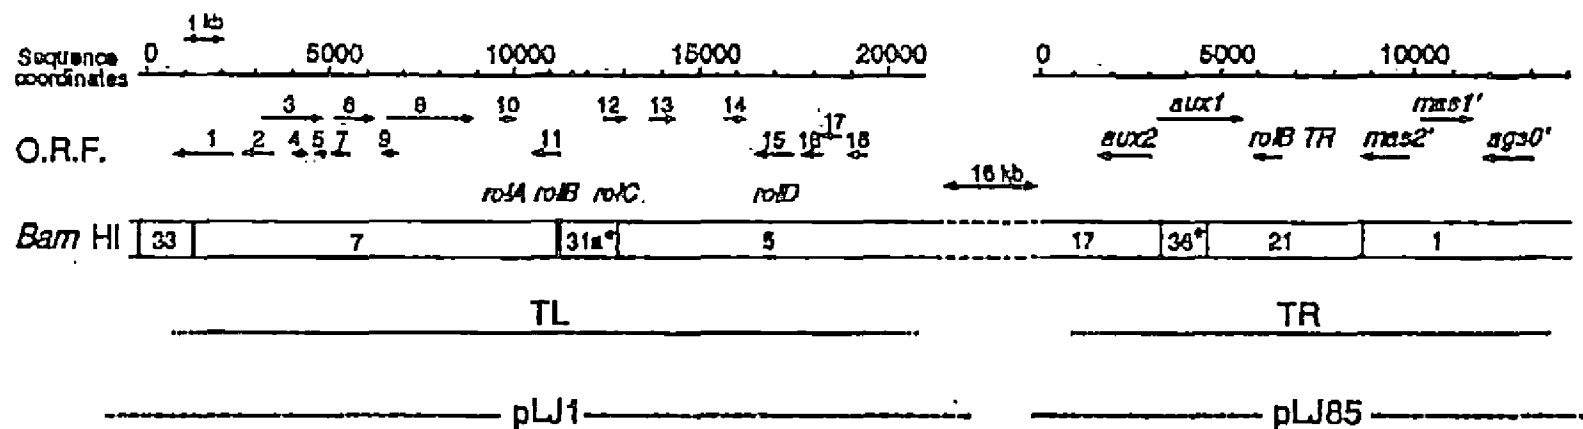 1 kb
Sequence coordinates 0 5000 10000 15000 20000 0 5000 10000
3 6 8 10 12 13 14 17 aux1 mas1'
O.R.F. 1 2 4 5 7 9 11 15 16 18 aux2 rolB TR mas2' ags0'
16 kb
rolA rolB rolC rolD
Bam HI 33 7 31a* 5 17 36* 21 1
TL TR
pLJ1 pLJ85